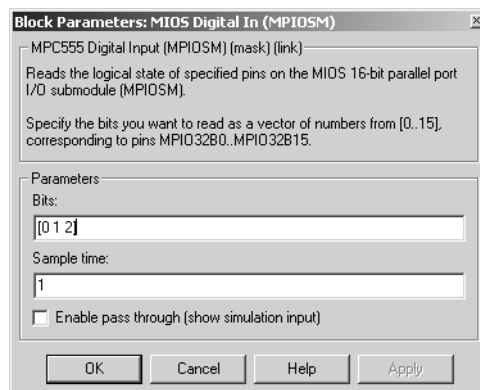 Block Parameters: MIOS Digital In (MPIOSM)
MPC555 Digital Input (MPIOSM) (mask) (link)
Reads the logical state of specified pins on the MIOS 16-bit parallel port
I/O submodule (MPIOSM).
Specify the bits you want to read as a vector of numbers from [0..15],
corresponding to pins MPIO32B0..MPIO32B15.
Parameters
Bits:
[0 1 2]
Sample time:
1
Enable pass through (show simulation input)
OK Cancel Help Apply